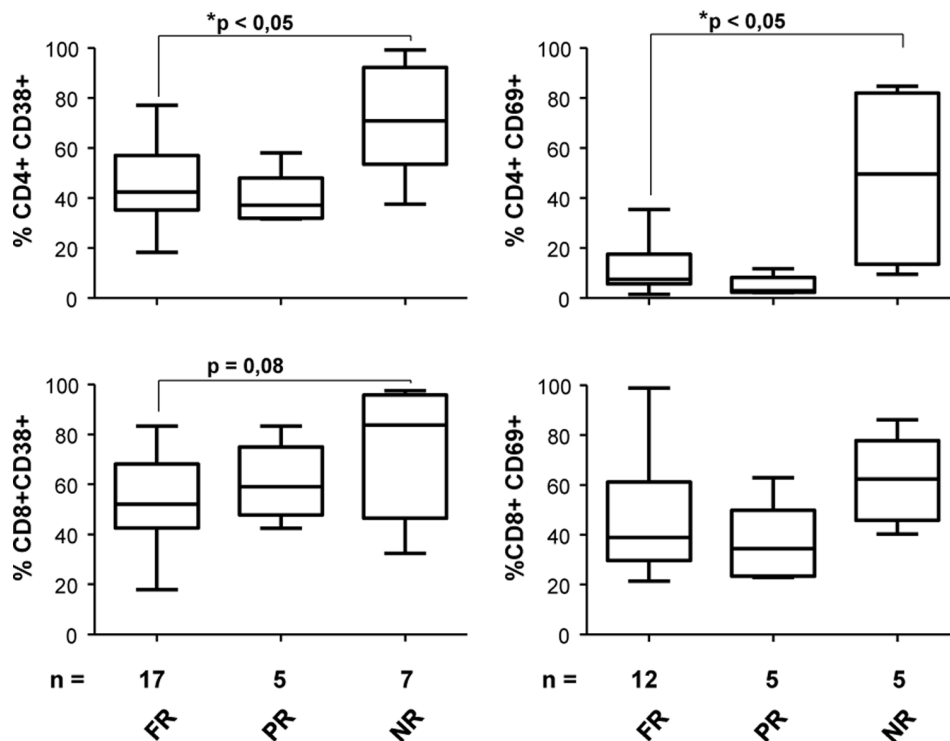 *p < 0,05
% CD4+ CD38+
100
80
60
40
20
0
*p < 0,05
% CD4+ CD69+
100
80
60
40
20
0
p = 0,08
% CD8+CD38+
100
80
60
40
20
0
%CD8+ CD69+
100
80
60
40
20
0
n = 17 5 7
FR PR NR
n = 12 5 5
FR PR NR